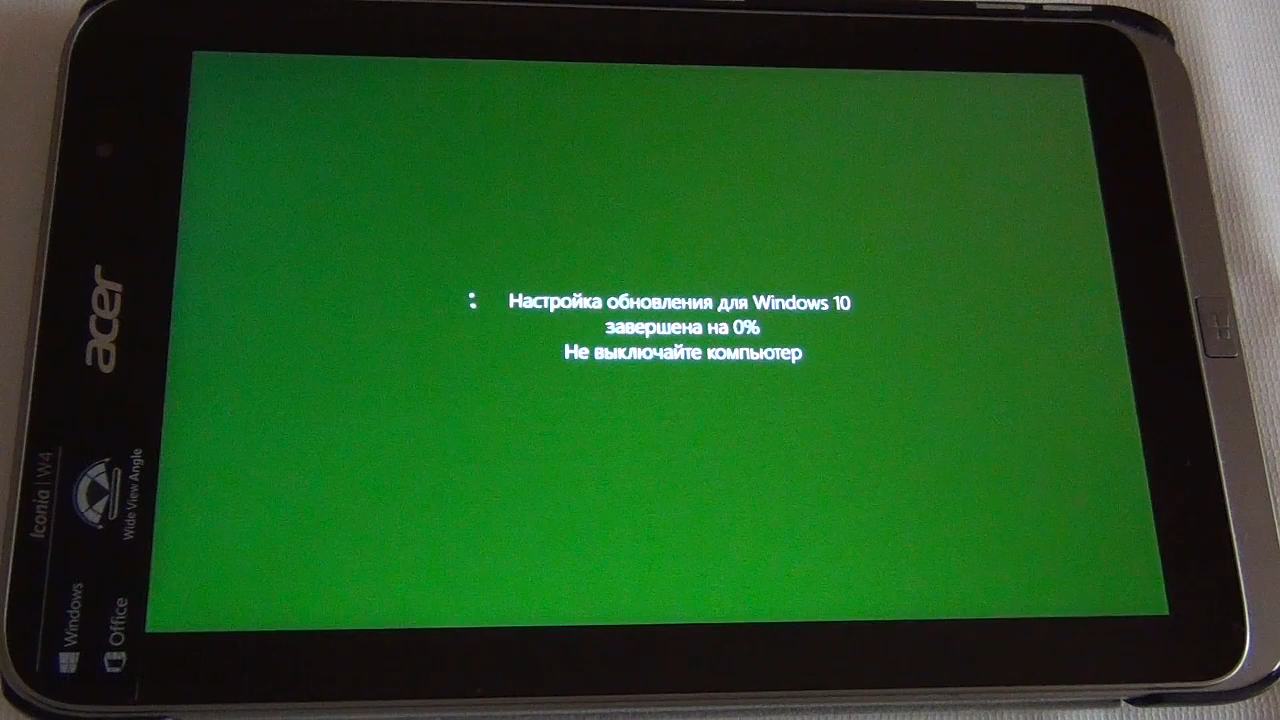 Настройка обновления для Windows 10
завершена на 0%
Не выключайте компьютер
acer
Iconia | W4
Wide View Angle
Windows
Office